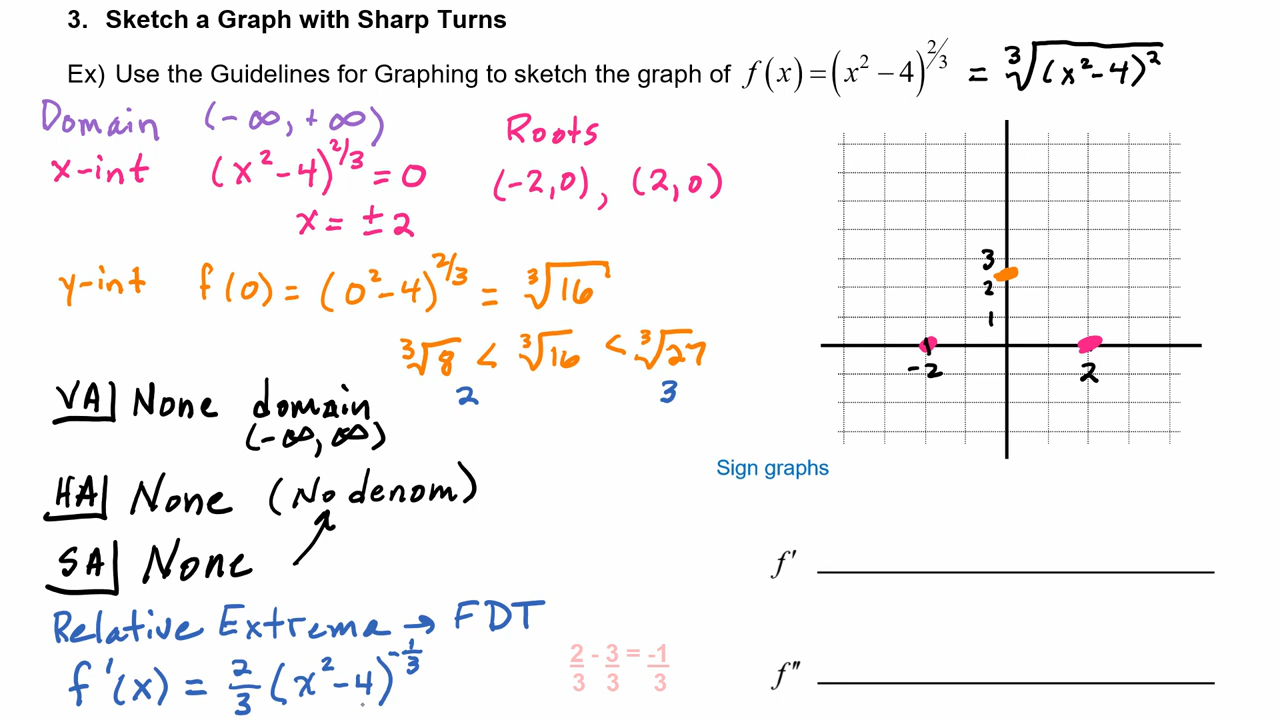 3. Sketch a Graph with Sharp Turns
Ex) Use the Guidelines for Graphing to sketch the graph of f(x) = (x² − 4)^(2/3) = ∛((x² − 4)²)
Domain (-∞, +∞)
x-int (x² − 4)^(2/3) = 0
x = ± 2
Roots
(-2,0), (2,0)
y-int f(0) = (0² − 4)^(2/3) = ∛16
∛8 < ∛16 < ∛27
2 3
VA None domain
(-∞, ∞)
HA None (No denom)
SA None
Relative Extrema → FDT
f'(x) = 2/3 (x² − 4)^(-1/3)
2/3 - 3/3 = -1/3
3
2
1
-2 2
Sign graphs
f'
f"